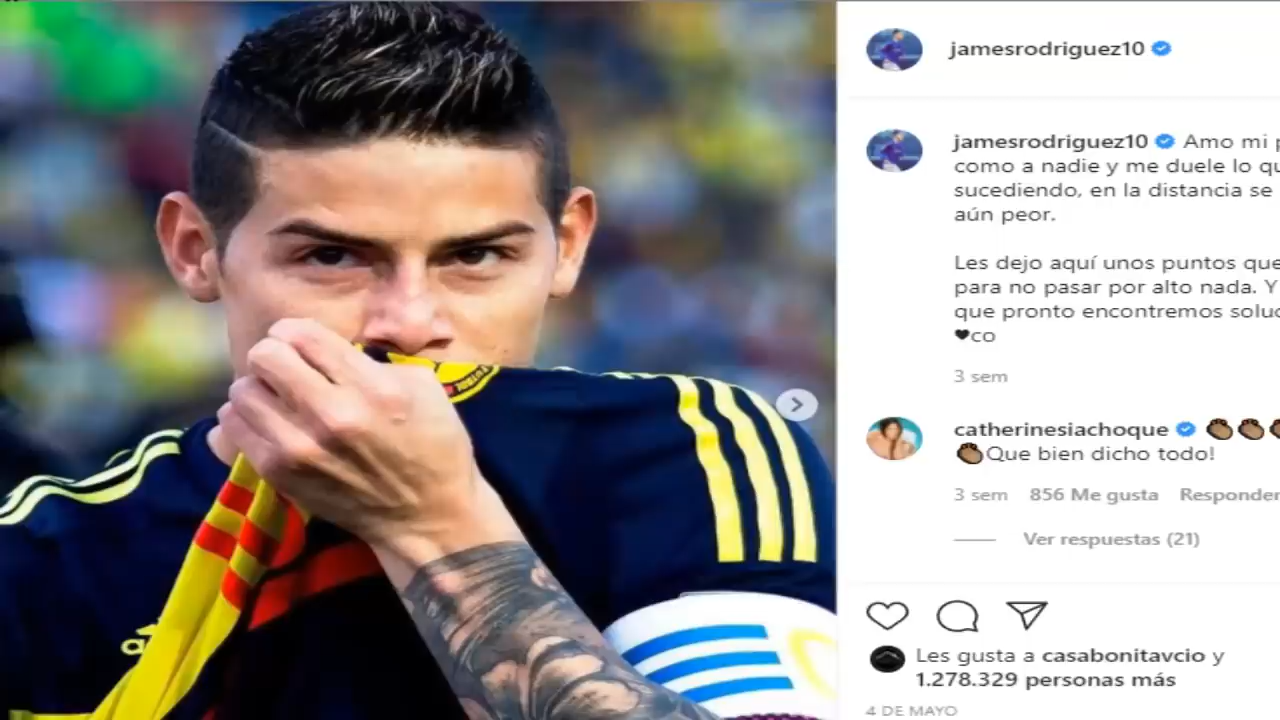 jamesrodriguez10
jamesrodriguez10 Amo mi
como a nadie y me duele lo
sucediendo, en la distancia se
aún peor.
Les dejo aquí unos puntos que
para no pasar por alto nada. Y
que pronto encontremos
🖤co
3 sem
catherinesiachoque 👏🏽👏🏽
👏🏽Que bien dicho todo!
3 sem 856 Me gusta Responder
Ver respuestas (21)
Les gusta a casabonitavcio y
1.278.329 personas más
4 DE MAYO